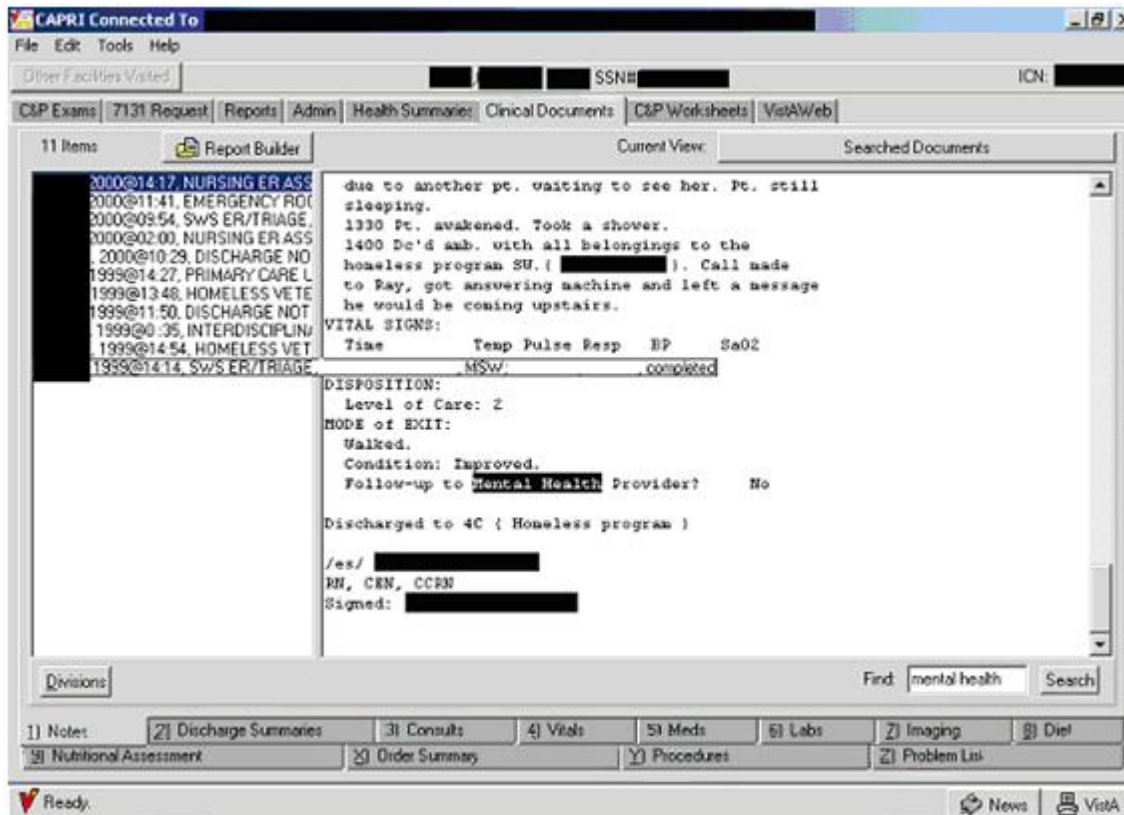 CAPRI Connected To
File Edit Tools Help
Other Facilities Visited SSN# ICN:
C&P Exams 7131 Request Reports Admin Health Summaries Clinical Documents C&P Worksheets VistAWeb
11 Items Report Builder Current View: Searched Documents
2000@14:17, NURSING ER ASS
2000@11:41, EMERGENCY ROO
2000@09:54, SWS ER/TRIAGE,
2000@02:00, NURSING ER ASS
, 2000@10:29, DISCHARGE NO
1999@14:27, PRIMARY CARE U
1999@13:48, HOMELESS VETE
1999@11:50, DISCHARGE NOT
, 1999@0:35, INTERDISCIPLIN
, 1999@14:54, HOMELESS VET
1999@14:14, SWS ER/TRIAGE, , MSW: , completed
due to another pt. waiting to see her. Pt. still
sleeping.
1330 Pt. awakened. Took a shower.
1400 Dc'd amb. with all belongings to the
homeless program SW.( ). Call made
to Ray, got answering machine and left a message
he would be coming upstairs.
VITAL SIGNS:
Time Temp Pulse Resp BP SaO2
DISPOSITION:
Level of Care: 2
MODE of EXIT:
Walked.
Condition: Improved.
Follow-up to Mental Health Provider? No
Discharged to 4C ( Homeless program )
/es/
RN, CEN, CCRN
Signed:
Divisions Find: mental health Search
1) Notes 2) Discharge Summaries 3) Consults 4) Vitals 5) Meds 6) Labs 7) Imaging 8) Diet
9) Nutritional Assessment X) Order Summary Y) Procedures Z) Problem List
Ready. News VistA